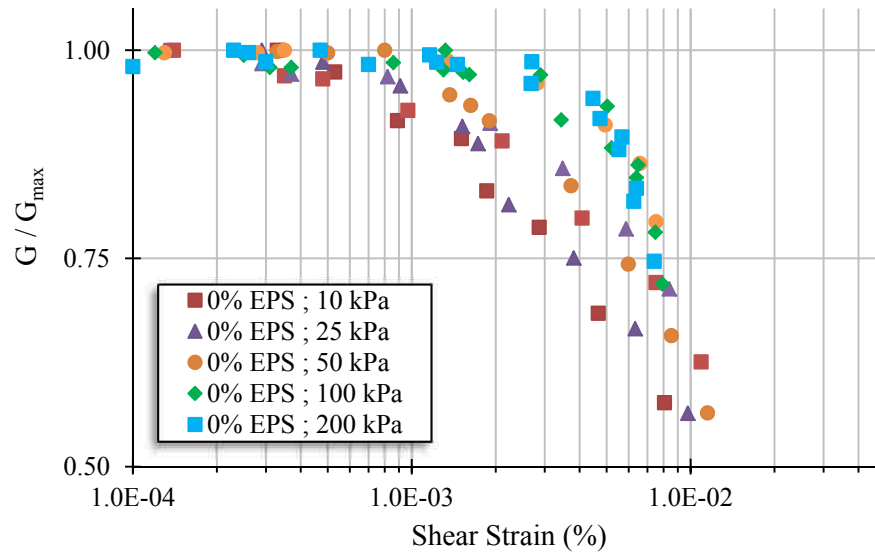 1.00
0.75
0.50
G / Gmax
0% EPS ; 10 kPa
0% EPS ; 25 kPa
0% EPS ; 50 kPa
0% EPS ; 100 kPa
0% EPS ; 200 kPa
1.0E-04
1.0E-03
1.0E-02
Shear Strain (%)